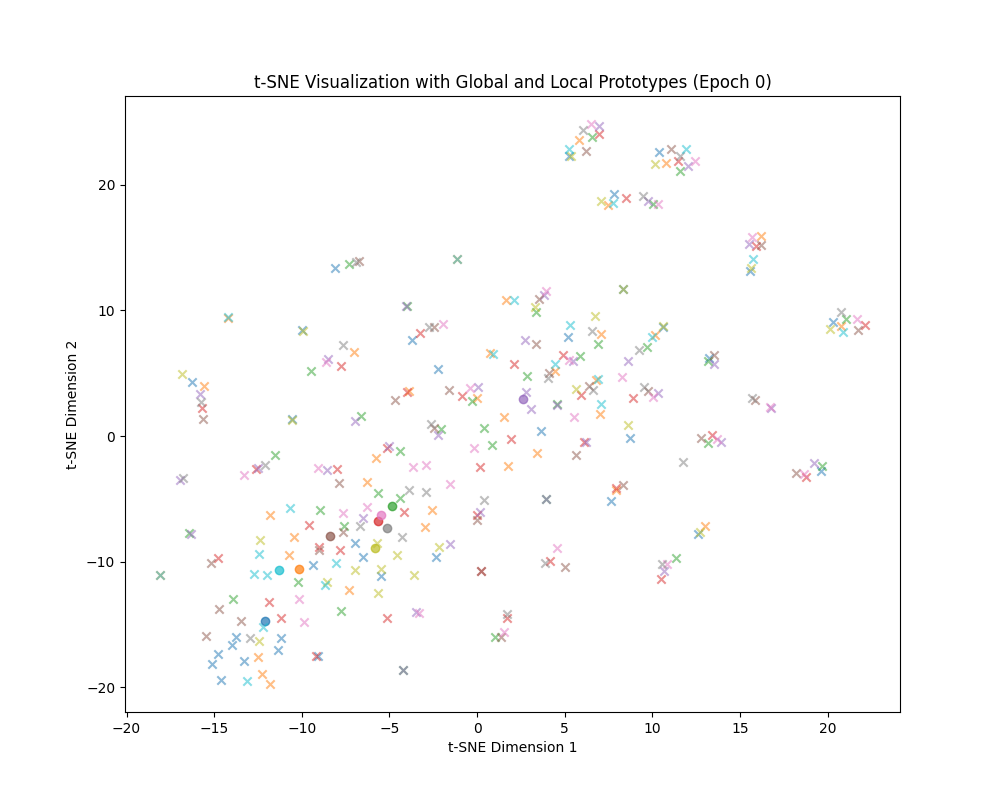 t-SNE Visualization with Global and Local Prototypes (Epoch 0)
20
10
0
−10
−20
t-SNE Dimension 2
−20 −15 −10 −5 0 5 10 15 20
t-SNE Dimension 1